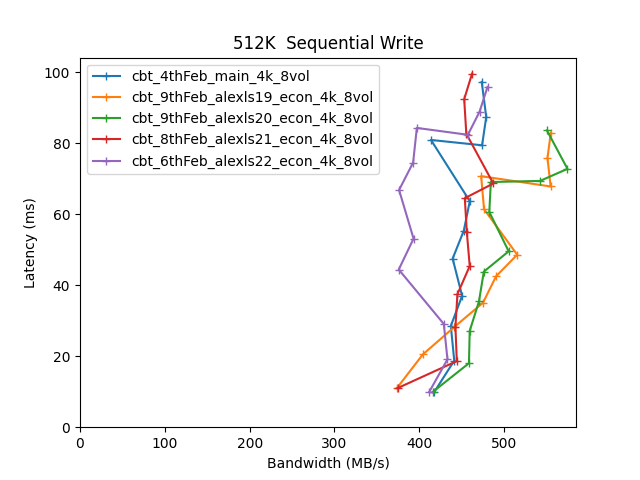 512K  Sequential Write
cbt_4thFeb_main_4k_8vol
cbt_9thFeb_alexls19_econ_4k_8vol
cbt_9thFeb_alexls20_econ_4k_8vol
cbt_8thFeb_alexls21_econ_4k_8vol
cbt_6thFeb_alexls22_econ_4k_8vol
Latency (ms)
100
80
60
40
20
0
0 100 200 300 400 500
Bandwidth (MB/s)